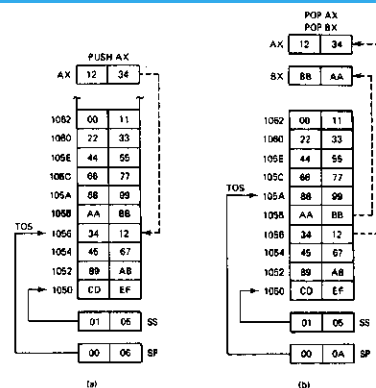 PUSH AX
AX 12 34
1062 00 11
1060 22 33
105E 44 55
105C 66 77
105A 88 99
1058 AA BB
TOS 1056 34 12
1054 45 67
1052 89 AB
1050 CD EF
01 05 SS
00 06 SP
(a)
POP AX
POP BX
AX 12 34
BX BB AA
1062 00 11
1060 22 33
105E 44 55
105C 66 77
TOS 105A 88 99
1058 AA BB
1056 34 12
1054 45 67
1052 89 AB
1050 CD EF
01 05 SS
00 0A SP
(b)